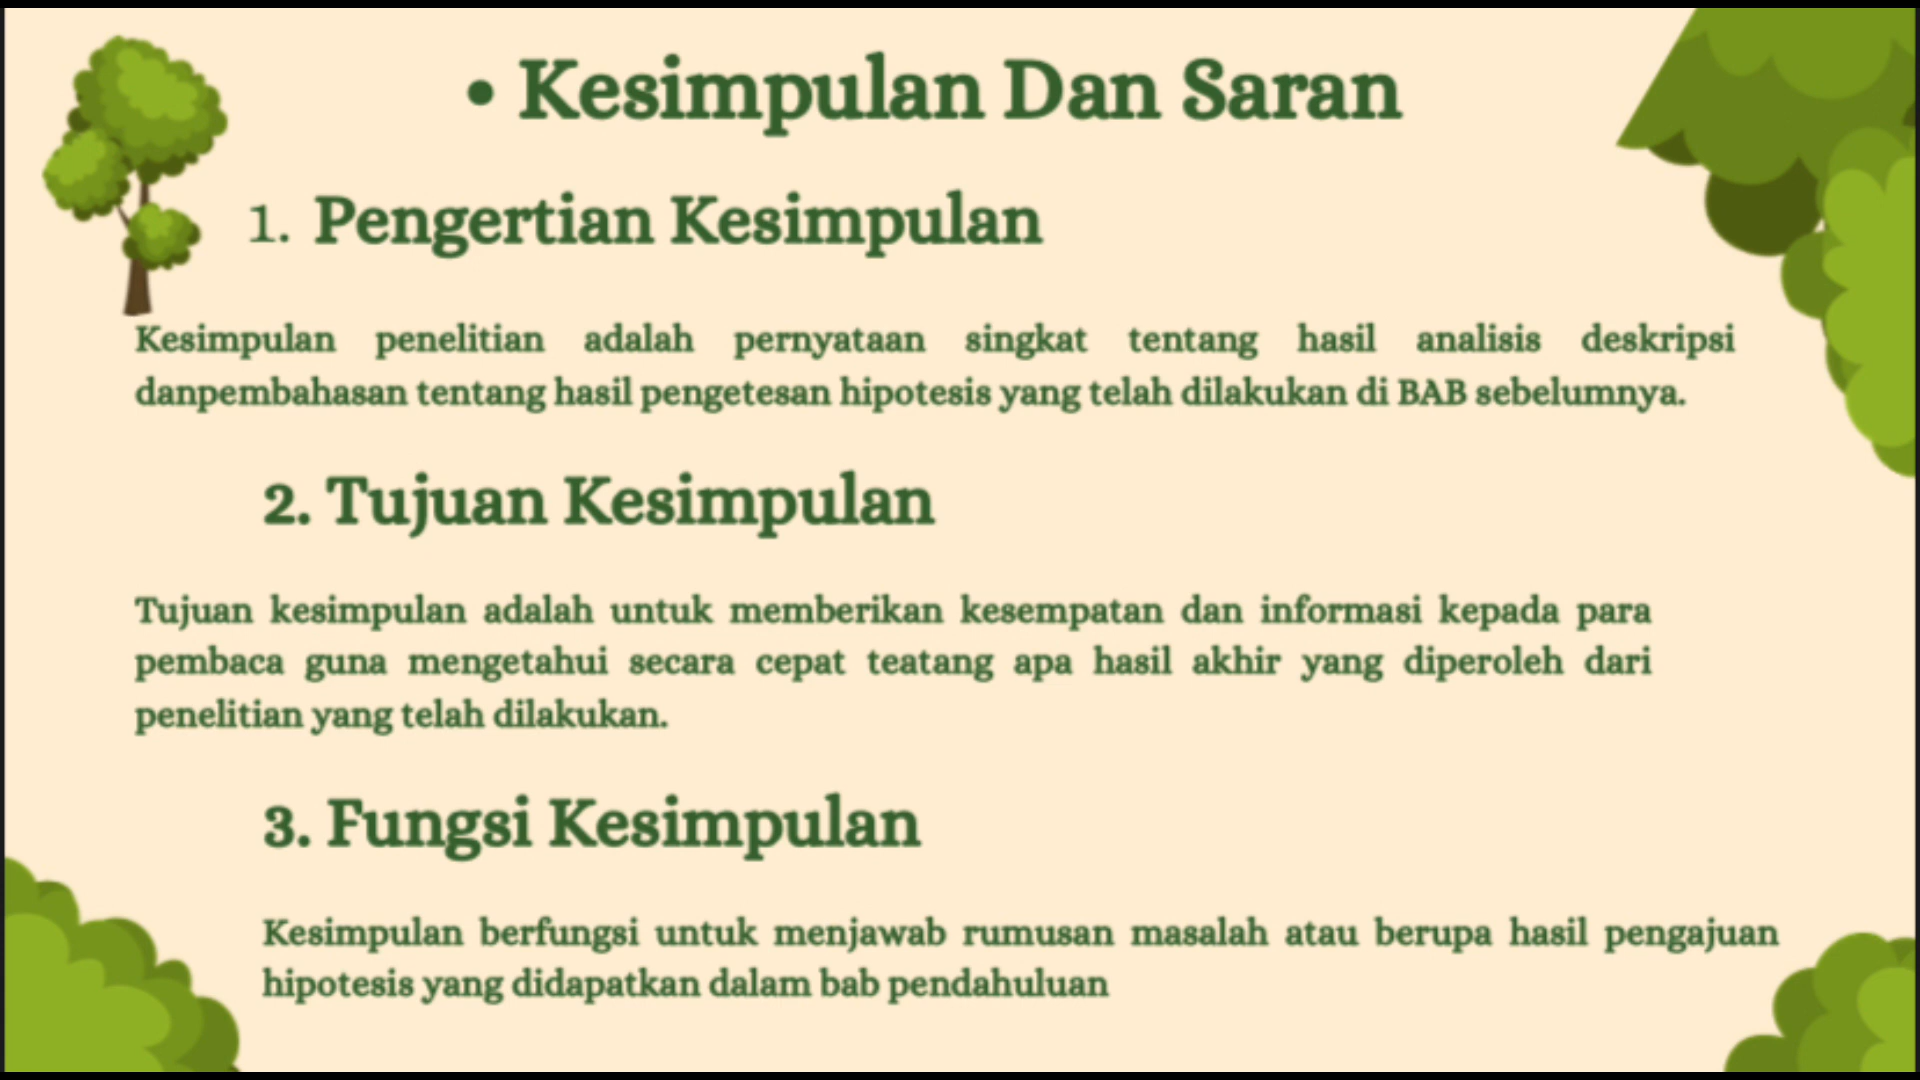 • Kesimpulan Dan Saran
1. Pengertian Kesimpulan
Kesimpulan penelitian adalah pernyataan singkat tentang hasil analisis deskripsi
danpembahasan tentang hasil pengetesan hipotesis yang telah dilakukan di BAB sebelumnya.
2. Tujuan Kesimpulan
Tujuan kesimpulan adalah untuk memberikan kesempatan dan informasi kepada para
pembaca guna mengetahui secara cepat teatang apa hasil akhir yang diperoleh dari
penelitian yang telah dilakukan.
3. Fungsi Kesimpulan
Kesimpulan berfungsi untuk menjawab rumusan masalah atau berupa hasil pengajuan
hipotesis yang didapatkan dalam bab pendahuluan